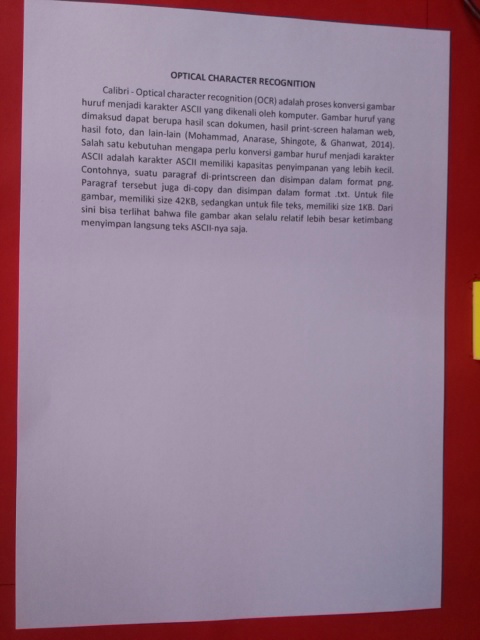 OPTICAL CHARACTER RECOGNITION
Calibri - Optical character recognition (OCR) adalah proses konversi gambar
huruf menjadi karakter ASCII yang dikenali oleh komputer. Gambar huruf yang
dimaksud dapat berupa hasil scan dokumen, hasil print-screen halaman web,
hasil foto, dan lain-lain (Mohammad, Anarase, Shingote, & Ghanwat, 2014).
Salah satu kebutuhan mengapa perlu konversi gambar huruf menjadi karakter
ASCII adalah karakter ASCII memiliki kapasitas penyimpanan yang lebih kecil.
Contohnya, suatu paragraf di-printscreen dan disimpan dalam format png.
Paragraf tersebut juga di-copy dan disimpan dalam format .txt. Untuk file
gambar, memiliki size 42KB, sedangkan untuk file teks, memiliki size 1KB. Dari
sini bisa terlihat bahwa file gambar akan selalu relatif lebih besar ketimbang
menyimpan langsung teks ASCII-nya saja.